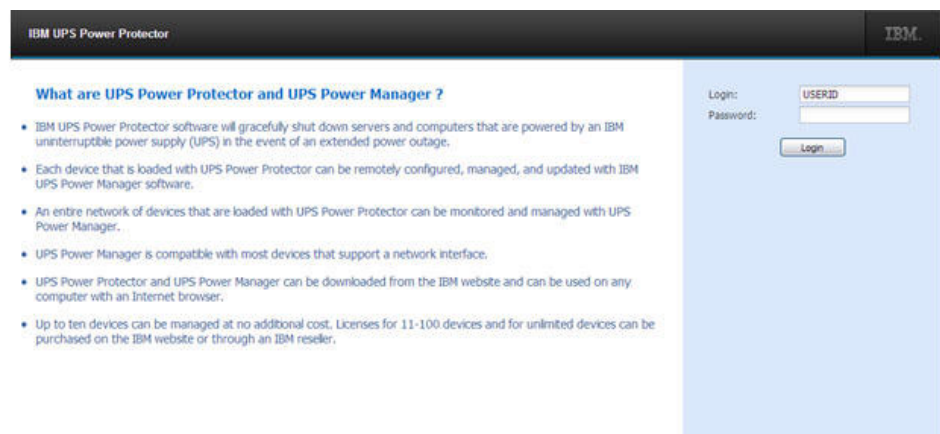 IBM UPS Power Protector
IBM.
What are UPS Power Protector and UPS Power Manager ?
• IBM UPS Power Protector software will gracefully shut down servers and computers that are powered by an IBM
uninterruptible power supply (UPS) in the event of an extended power outage.
• Each device that is loaded with UPS Power Protector can be remotely configured, managed, and updated with IBM
UPS Power Manager software.
• An entire network of devices that are loaded with UPS Power Protector can be monitored and managed with UPS
Power Manager.
• UPS Power Manager is compatible with most devices that support a network interface.
• UPS Power Protector and UPS Power Manager can be downloaded from the IBM website and can be used on any
computer with an Internet browser.
• Up to ten devices can be managed at no additional cost. Licenses for 11-100 devices and for unlimited devices can be
purchased on the IBM website or through an IBM reseller.
Login: USERID
Password:
Login